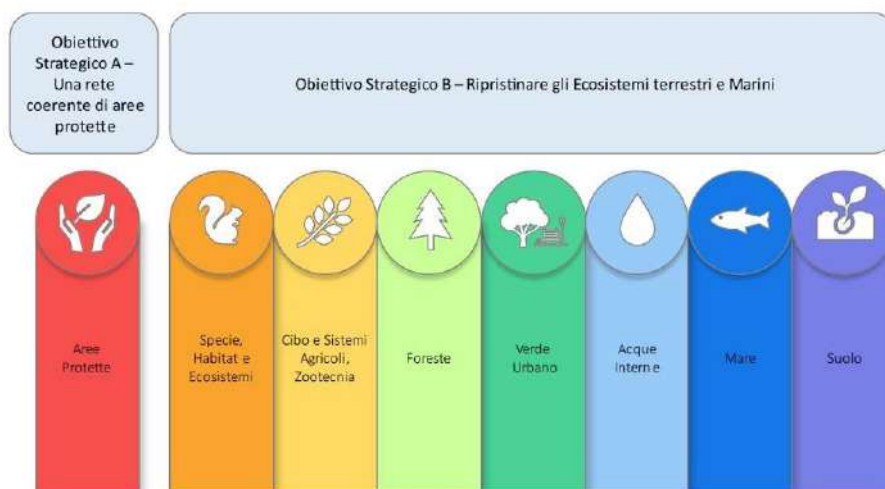 Obiettivo
Strategico A –
Una rete
coerente di aree
protette
Obiettivo Strategico B – Ripristinare gli Ecosistemi terrestri e Marini
Aree
Protette
Specie,
Habitat e
Ecosistemi
Cibo e Sistemi
Agricoli,
Zootecnia
Foreste
Verde
Urbano
Acque
Interne
Mare
Suolo